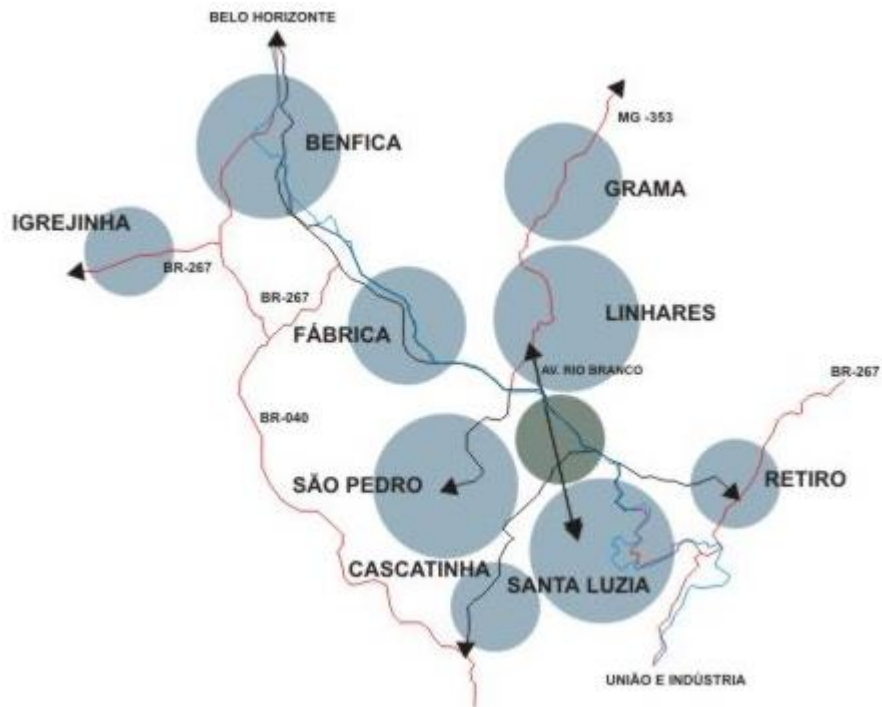 BELO HORIZONTE
MG -353
BENFICA
GRAMA
IGREJINHA
BR-267
BR-267
LINHARES
FÁBRICA
AV. RIO BRANCO
BR-267
BR-040
SÃO PEDRO
RETIRO
CASCATINHA
SANTA LUZIA
UNIÃO E INDÙSTRIA